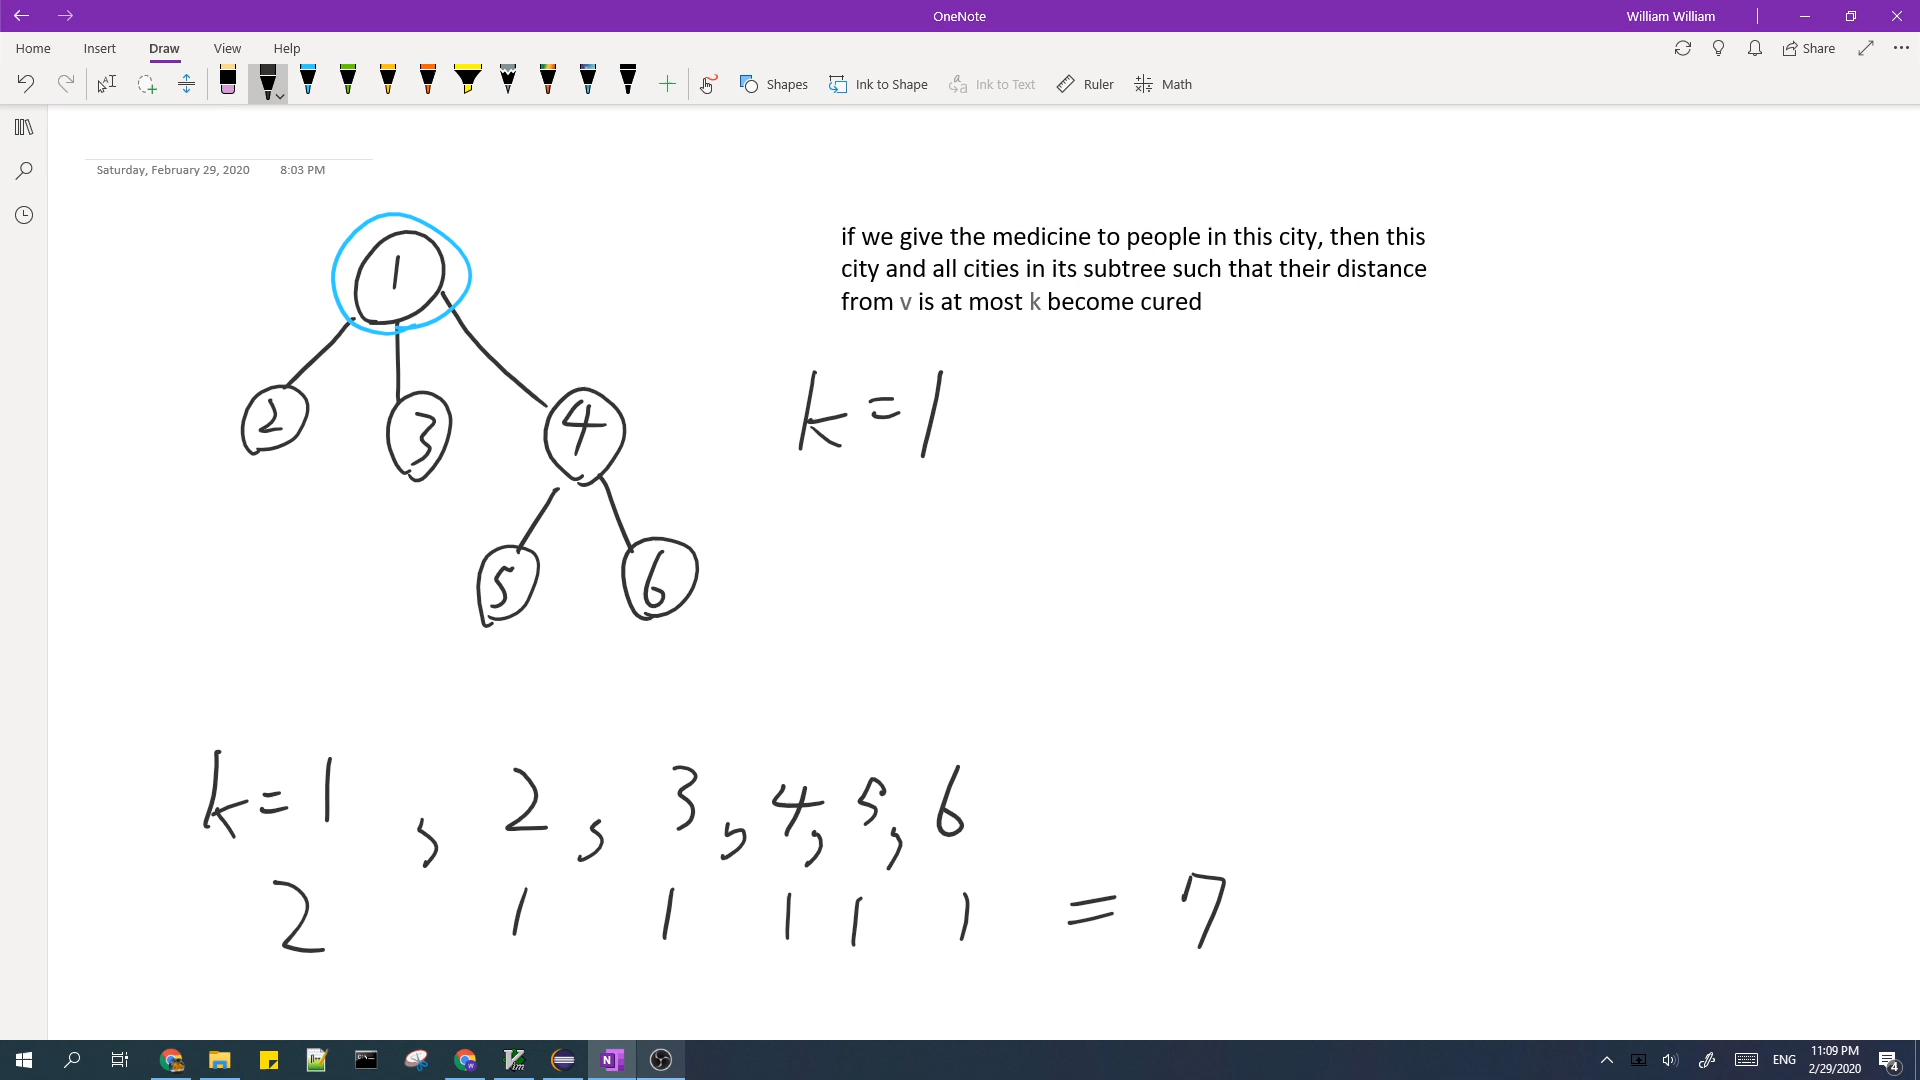 OneNote
William William
Home Insert Draw View Help
Share
Shapes Ink to Shape Ink to Text Ruler Math
Saturday, February 29, 2020 8:03 PM
if we give the medicine to people in this city, then this
city and all cities in its subtree such that their distance
from v is at most k become cured
1
k = 1
2 3 4
5 6
k = 1 , 2 , 3 , 4 , 5 , 6
2 1 1 1 1 1 = 7
ENG
11:09 PM
2/29/2020
4